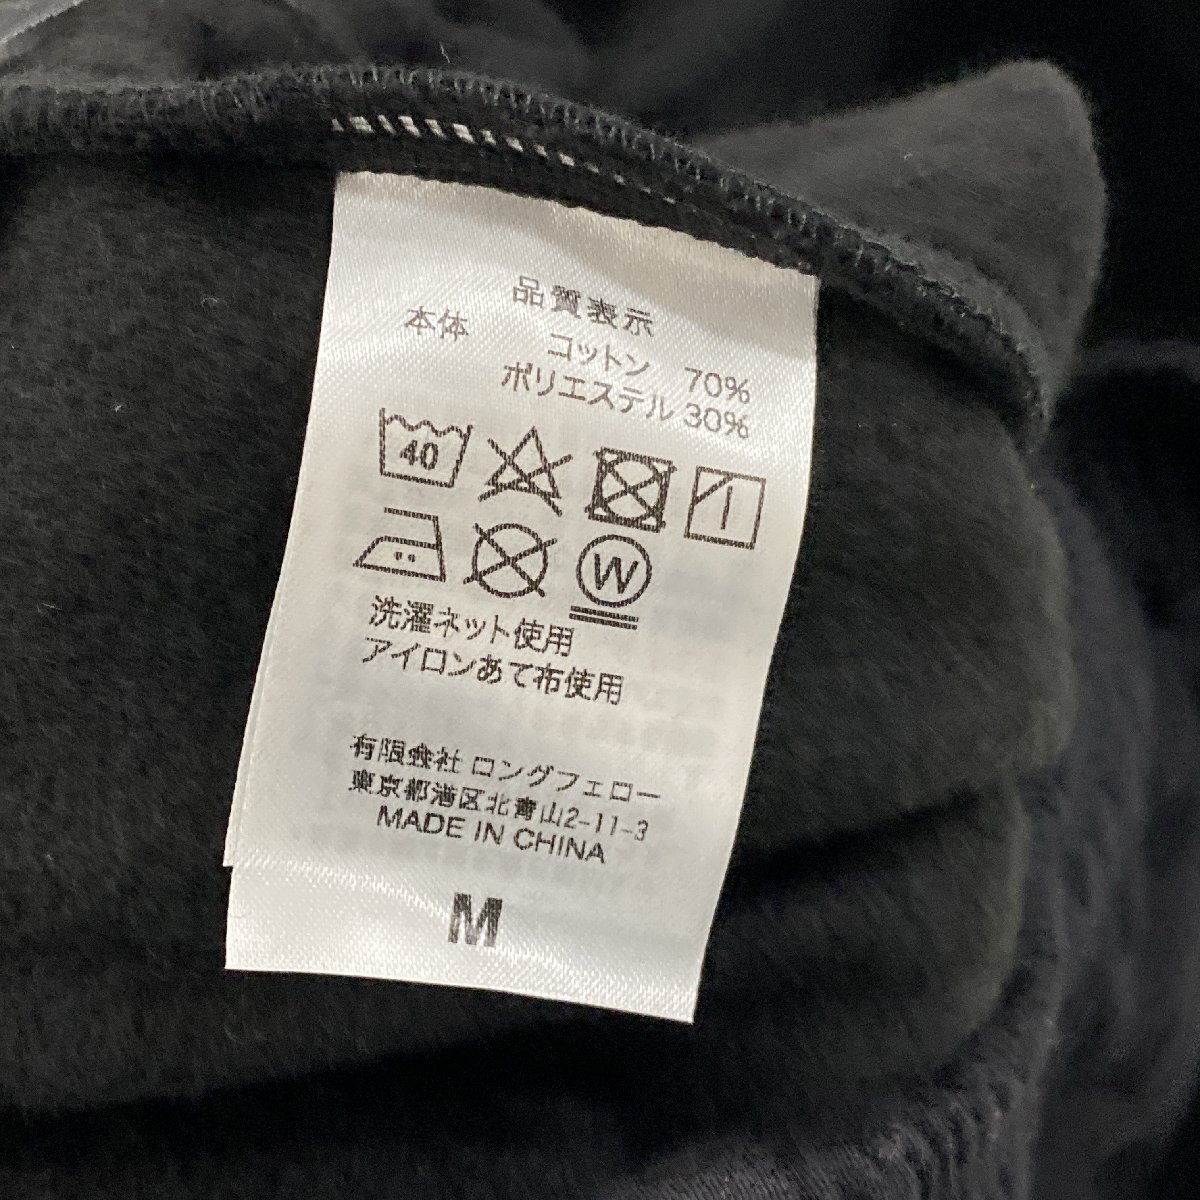 品質表示
本体 コットン 70%
ポリエステル 30%
40
W
洗濯ネット使用
アイロンあて布使用
有限会社 ロングフェロー
東京都港区北青山2-11-3
MADE IN CHINA
M